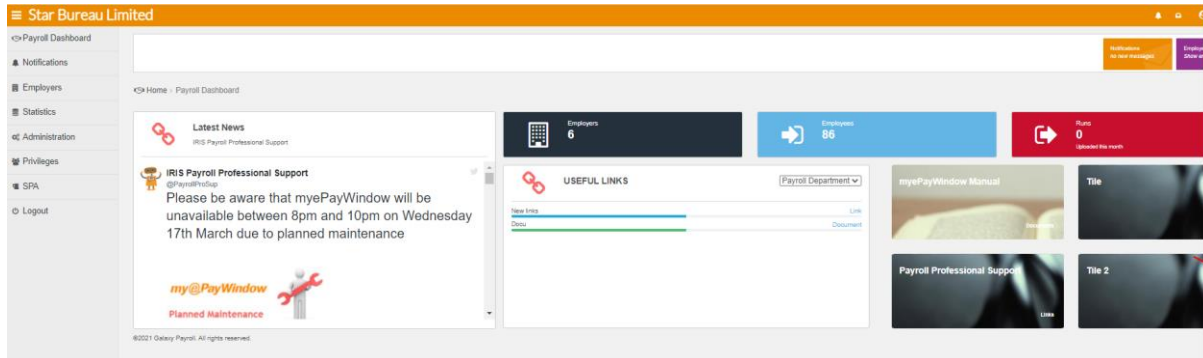 Star Bureau Limited
Payroll Dashboard
Notifications
Employers
Statistics
Administration
Privileges
SPA
Logout
Notifications
no new messages
Home - Payroll Dashboard
Latest News
IRIS Payroll Professional Support
IRIS Payroll Professional Support
@PayrollProSup
Please be aware that myePayWindow will be
unavailable between 8pm and 10pm on Wednesday
17th March due to planned maintenance
my@PayWindow
Planned Maintenance
Employers
6
Employees
86
Runs
0
Uploaded this month
USEFUL LINKS
Payroll Department
New links Link
Docu Document
myePayWindow Manual
Tile
Payroll Professional Support
Links
Tile 2
©2021 Galaxy Payroll. All rights reserved.